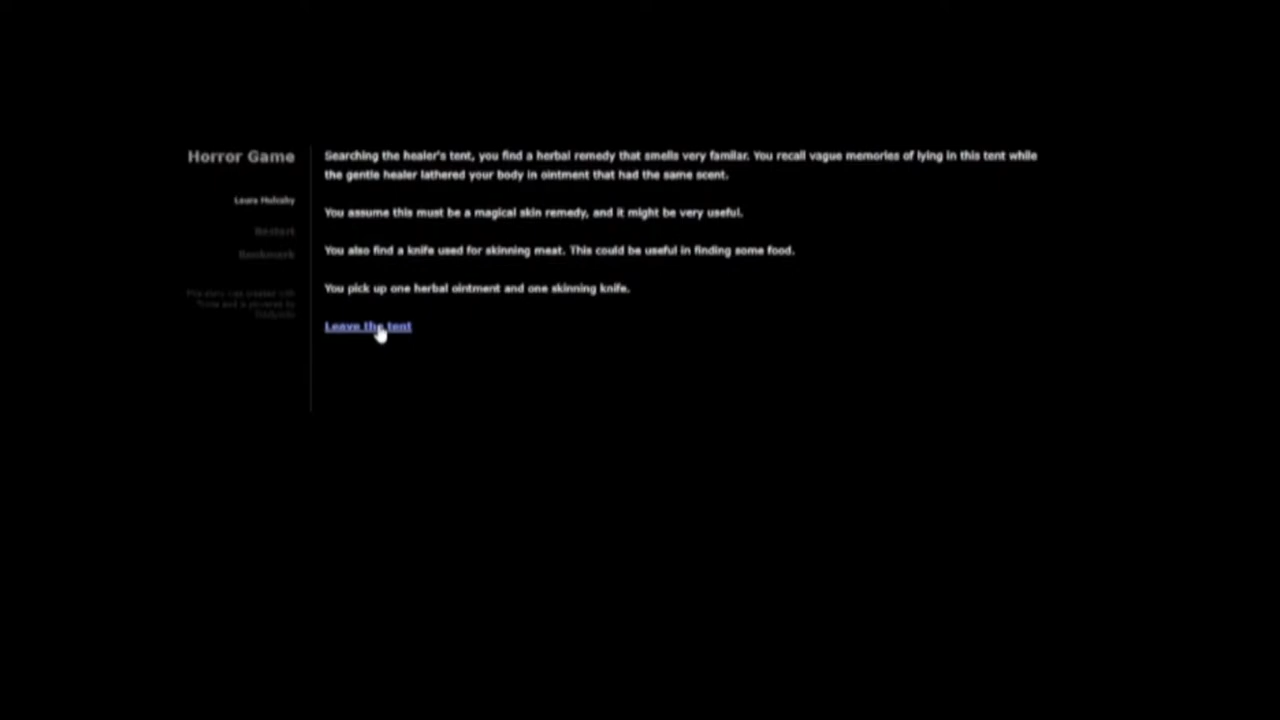 Horror Game
Restart
Bookmark
Searching the healer's tent, you find a herbal remedy that smells very familiar. You recall vague memories of lying in this tent while
the gentle healer lathered your body in ointment that had the same scent.
You assume this must be a magical skin remedy, and it might be very useful.
You also find a knife used for skinning meat. This could be useful in finding some food.
You pick up one herbal ointment and one skinning knife.
Leave the tent